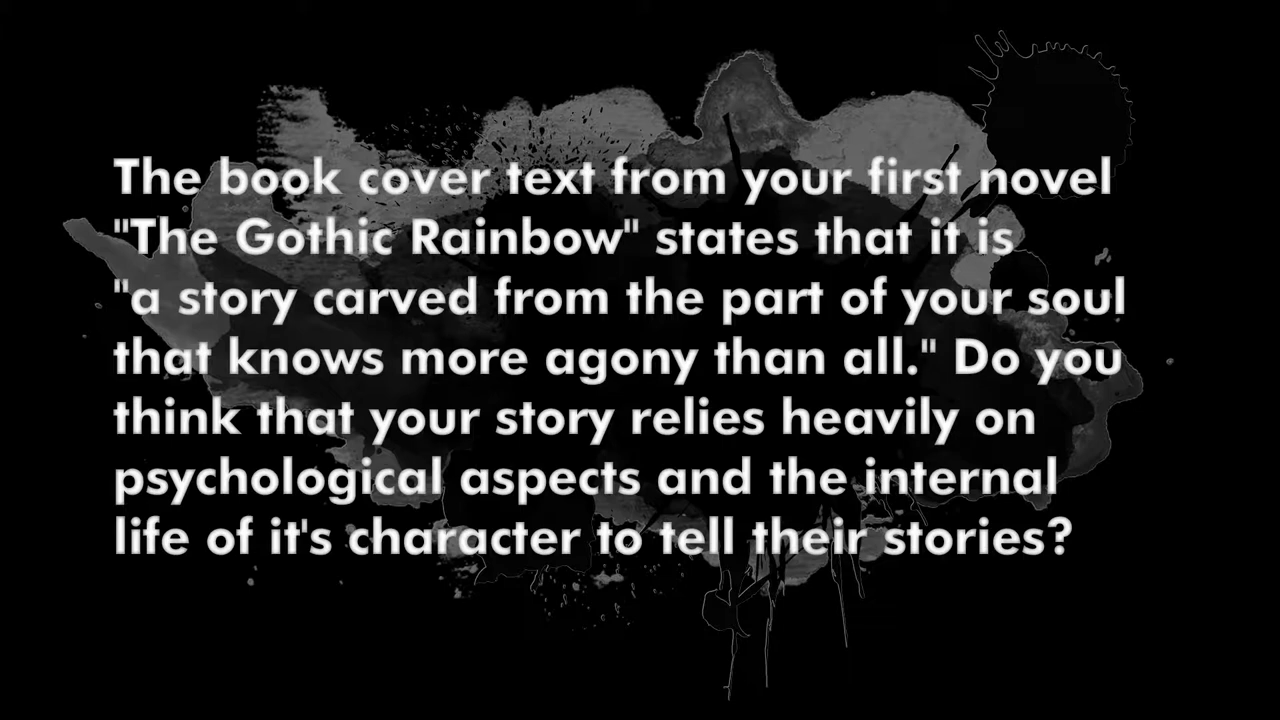 The book cover text from your first novel
"The Gothic Rainbow" states that it is
"a story carved from the part of your soul
that knows more agony than all." Do you
think that your story relies heavily on
psychological aspects and the internal
life of it's character to tell their stories?